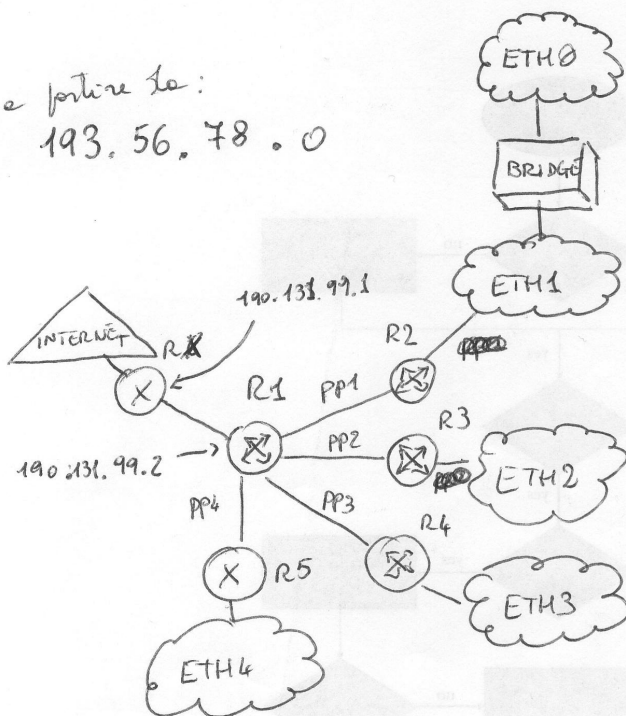 a partire da:
193.56.78.0
ETH0
BRIDGE
ETH1
190.131.99.1
INTERNET
R2
R1
PP1
R3
PP2
190.131.99.2
ETH2
PP4
PP3
R4
R5
ETH3
ETH4